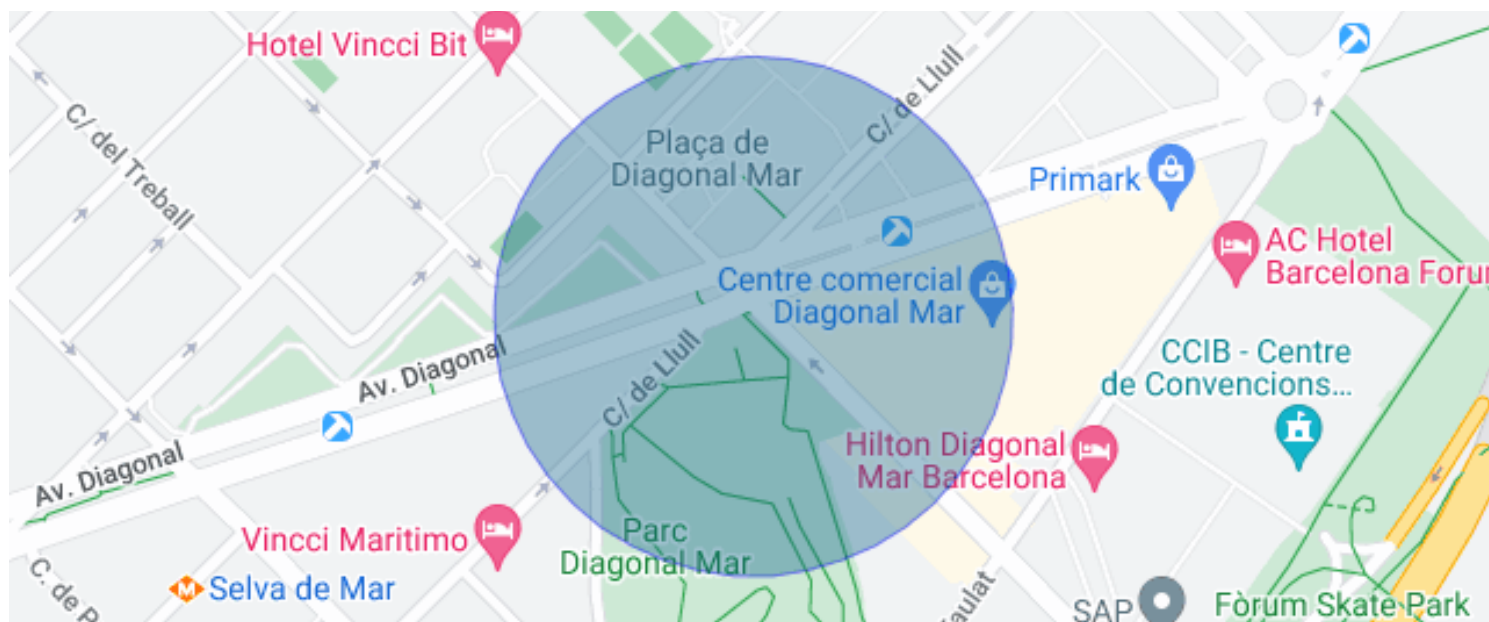 Hotel Vincci Bit
C/ de Llull
C/ del Treball
Plaça de
Diagonal Mar
Primark
AC Hotel
Barcelona Forum
Centre comercial
Diagonal Mar
CCIB - Centre
de Convencions...
Av. Diagonal
C/ de Llull
Hilton Diagonal
Mar Barcelona
Av. Diagonal
Vincci Maritimo
Parc
Diagonal Mar
C. de P
M
Selva de Mar
aulat
SAP
Fòrum Skate Park